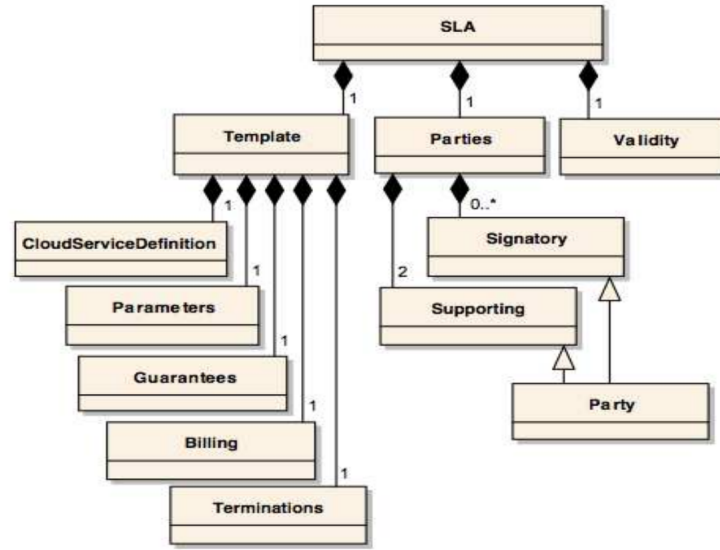 SLA
1
1
1
Template
Parties
Validity
1
0..*
CloudServiceDefinition
Signatory
1
2
Parameters
Supporting
1
Guarantees
Party
1
Billing
1
Terminations